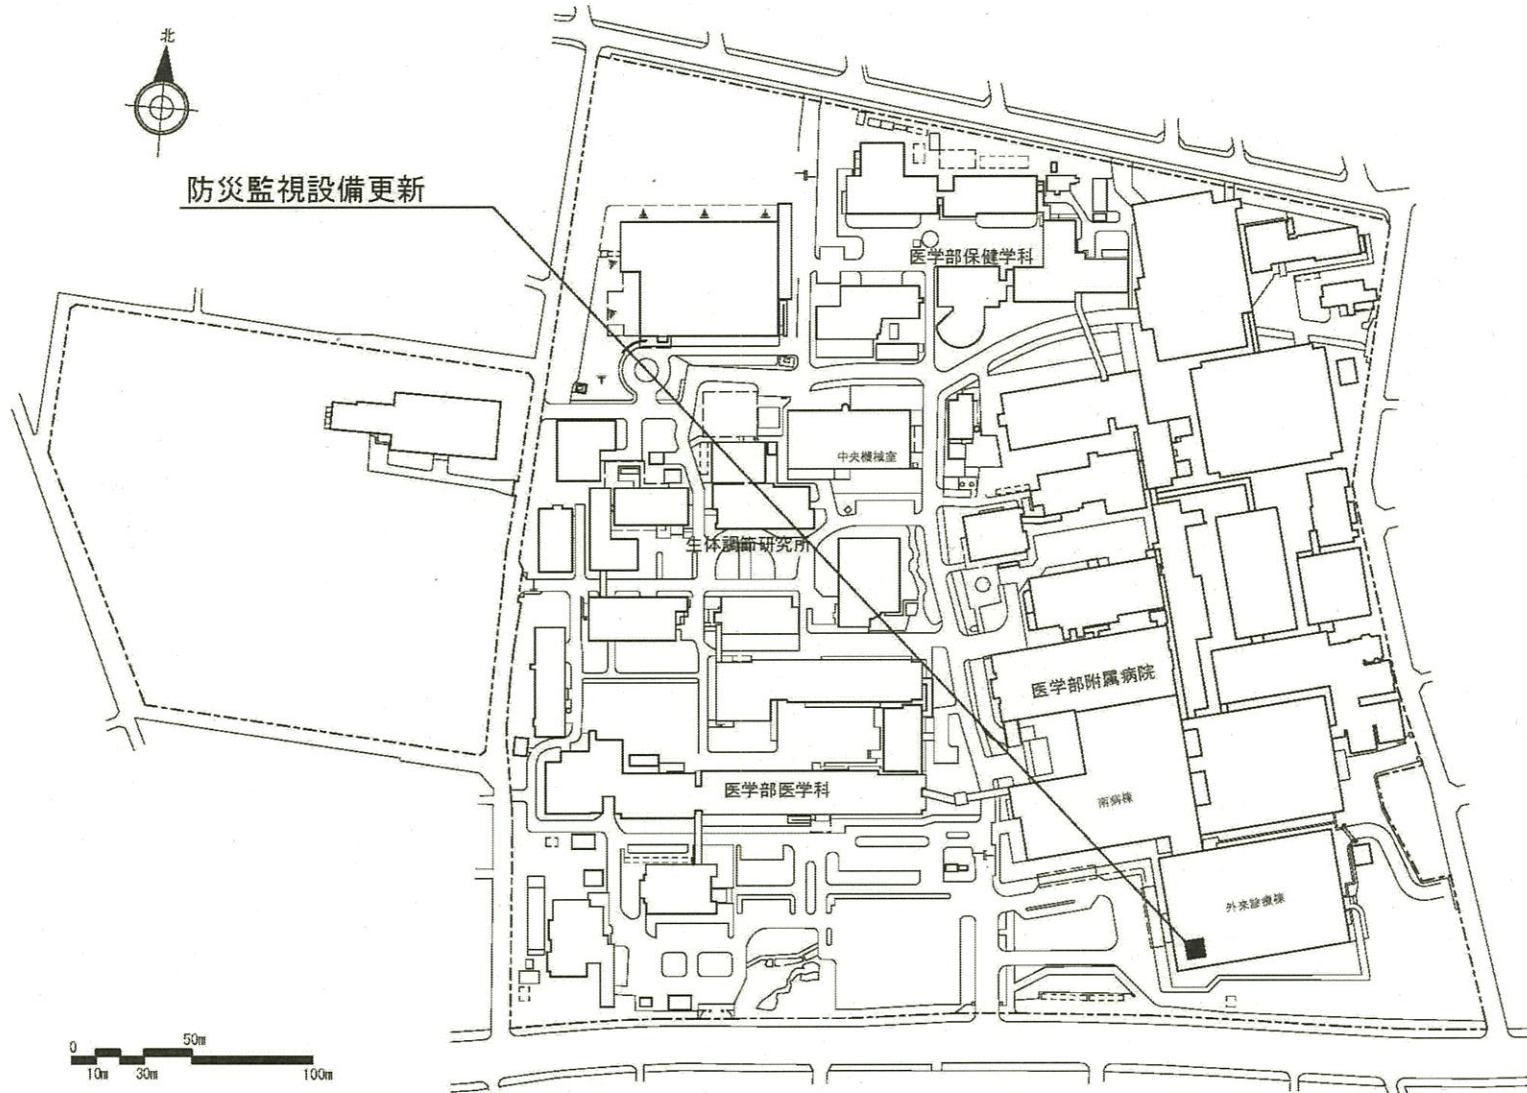 北
防災監視設備更新
医学部保健学科
中央機械室
生体調節研究所
医学部附属病院
医学部医学科
南病棟
外来診療棟
0
50m
10m
30m
100m